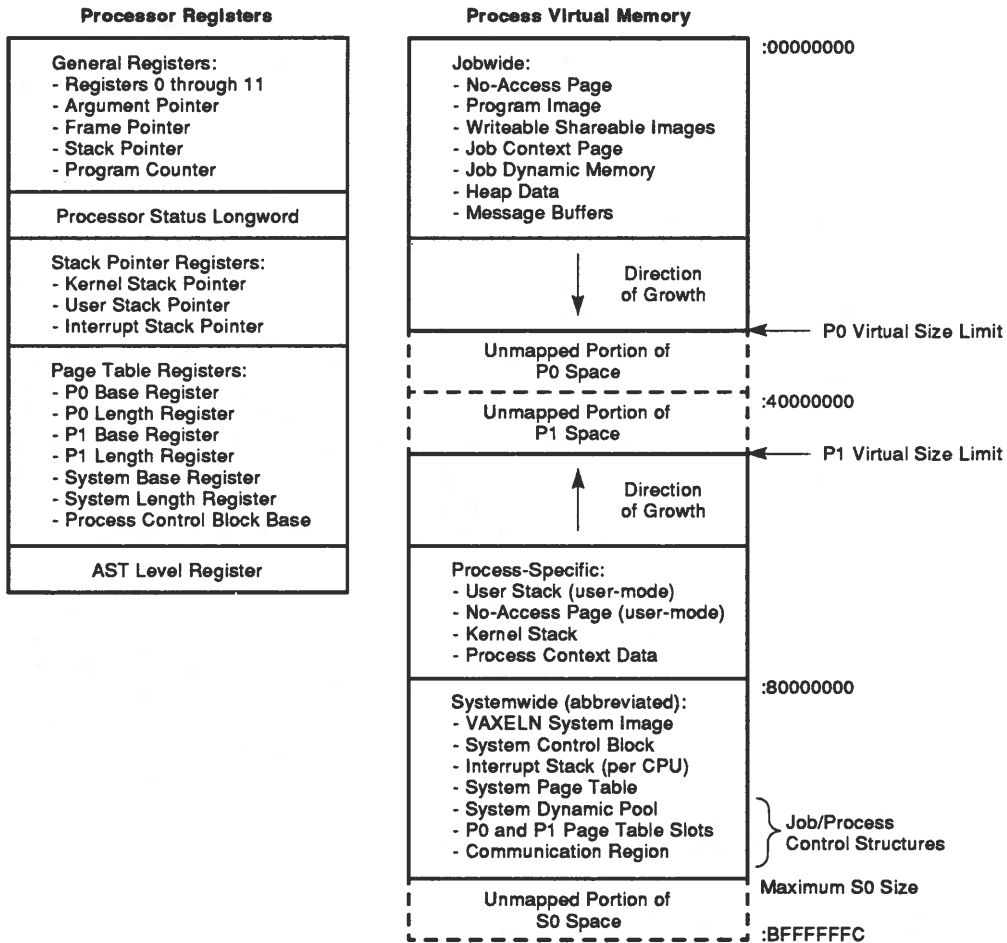 Processor Registers
General Registers:
- Registers 0 through 11
- Argument Pointer
- Frame Pointer
- Stack Pointer
- Program Counter
Processor Status Longword
Stack Pointer Registers:
- Kernel Stack Pointer
- User Stack Pointer
- Interrupt Stack Pointer
Page Table Registers:
- P0 Base Register
- P0 Length Register
- P1 Base Register
- P1 Length Register
- System Base Register
- System Length Register
- Process Control Block Base
AST Level Register
Process Virtual Memory
:00000000
Jobwide:
- No-Access Page
- Program Image
- Writeable Shareable Images
- Job Context Page
- Job Dynamic Memory
- Heap Data
- Message Buffers
Direction
of Growth
P0 Virtual Size Limit
Unmapped Portion of
P0 Space
:40000000
Unmapped Portion of
P1 Space
P1 Virtual Size Limit
Direction
of Growth
Process-Specific:
- User Stack (user-mode)
- No-Access Page (user-mode)
- Kernel Stack
- Process Context Data
:80000000
Systemwide (abbreviated):
- VAXELN System Image
- System Control Block
- Interrupt Stack (per CPU)
- System Page Table
- System Dynamic Pool
- P0 and P1 Page Table Slots
- Communication Region
Job/Process
Control Structures
Maximum S0 Size
Unmapped Portion of
S0 Space
:BFFFFFFC